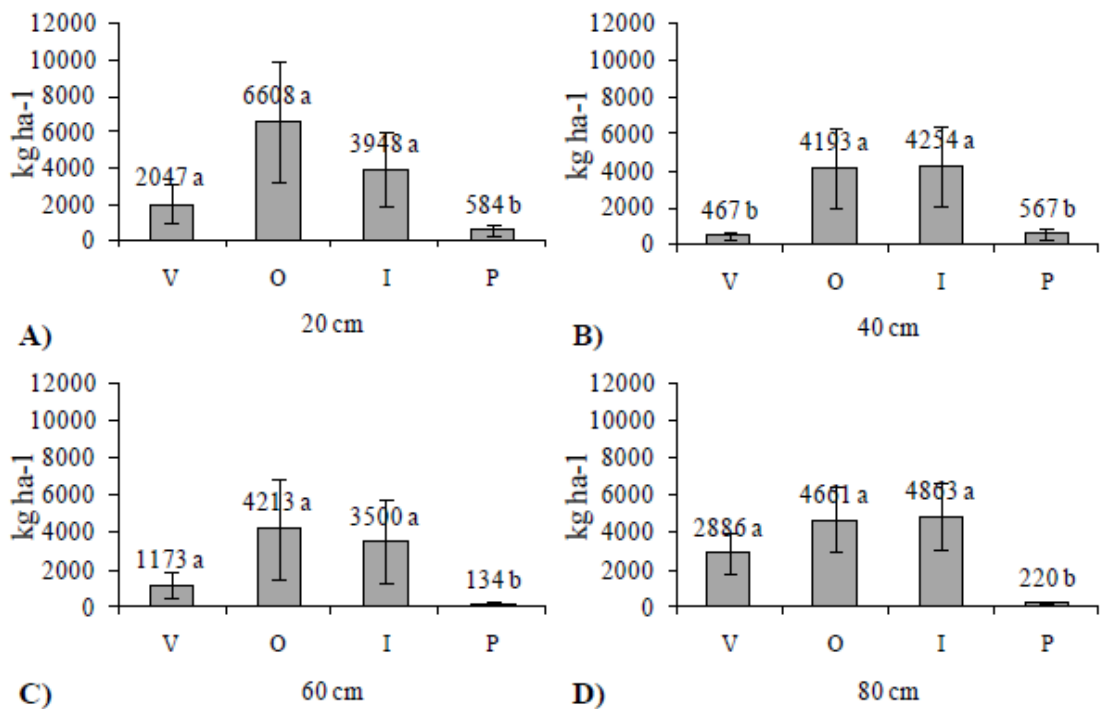 12000
10000
8000
6000
4000
2000
0
kg ha-1
2047 a
6608 a
3948 a
584 b
V O I P
20 cm
A)
12000
10000
8000
6000
4000
2000
0
kg ha-1
467 b
4193 a
4254 a
567 b
V O I P
40 cm
B)
12000
10000
8000
6000
4000
2000
0
kg ha-1
1173 a
4213 a
3500 a
134 b
V O I P
60 cm
C)
12000
10000
8000
6000
4000
2000
0
kg ha-1
2886 a
4661 a
4863 a
220 b
V O I P
80 cm
D)